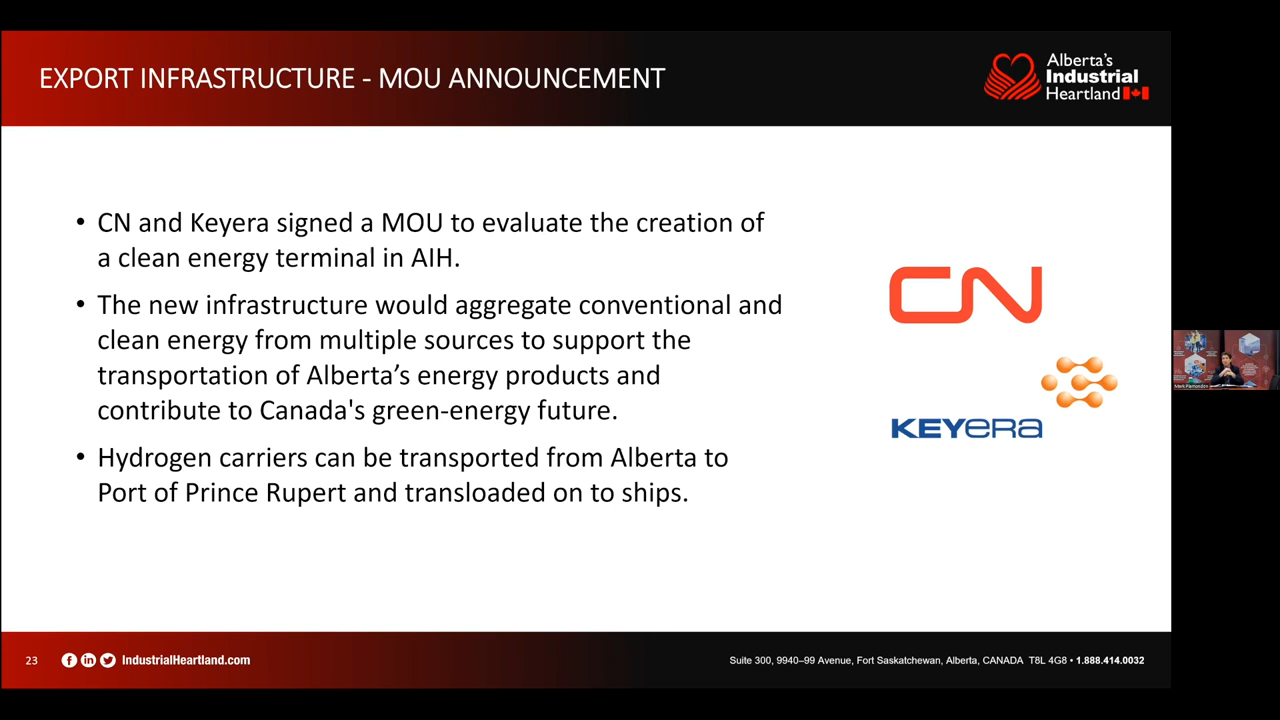 EXPORT INFRASTRUCTURE - MOU ANNOUNCEMENT
Alberta's
Industrial
Heartland
• CN and Keyera signed a MOU to evaluate the creation of
a clean energy terminal in AIH.
• The new infrastructure would aggregate conventional and
clean energy from multiple sources to support the
transportation of Alberta’s energy products and
contribute to Canada's green-energy future.
• Hydrogen carriers can be transported from Alberta to
Port of Prince Rupert and transloaded on to ships.
CN
KEYERA
23
IndustrialHeartland.com
Suite 300, 9940–99 Avenue, Fort Saskatchewan, Alberta, CANADA T8L 4G8 • 1.888.414.0032
Mark Plamondon